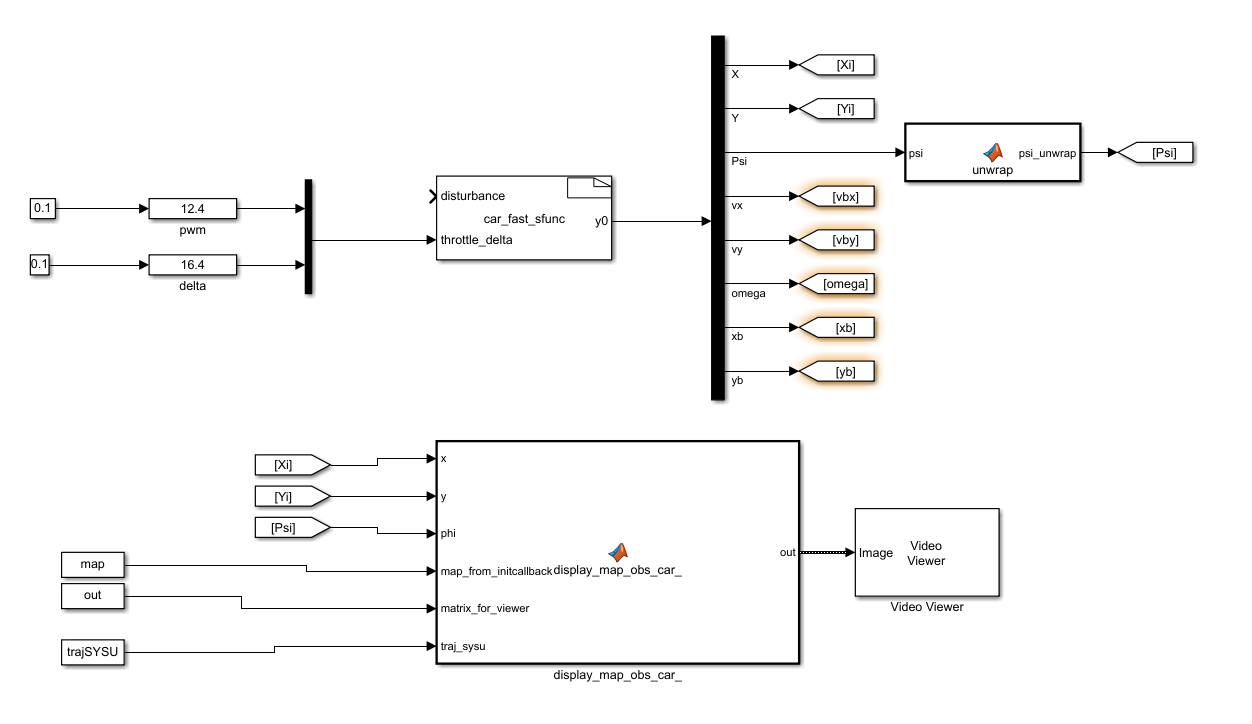 X
[Xi]
Y
[Yi]
Psi
psi
psi_unwrap
unwrap
[Psi]
vx
[vbx]
vy
[vby]
omega
[omega]
xb
[xb]
yb
[yb]
0.1
12.4
pwm
0.1
16.4
delta
disturbance
car_fast_sfunc
y0
throttle_delta
[Xi]
x
[Yi]
y
[Psi]
phi
map
map_from_initcallback
display_map_obs_car_
out
matrix_for_viewer
trajSYSU
traj_sysu
out
Image
Video
Viewer
Video Viewer
display_map_obs_car_